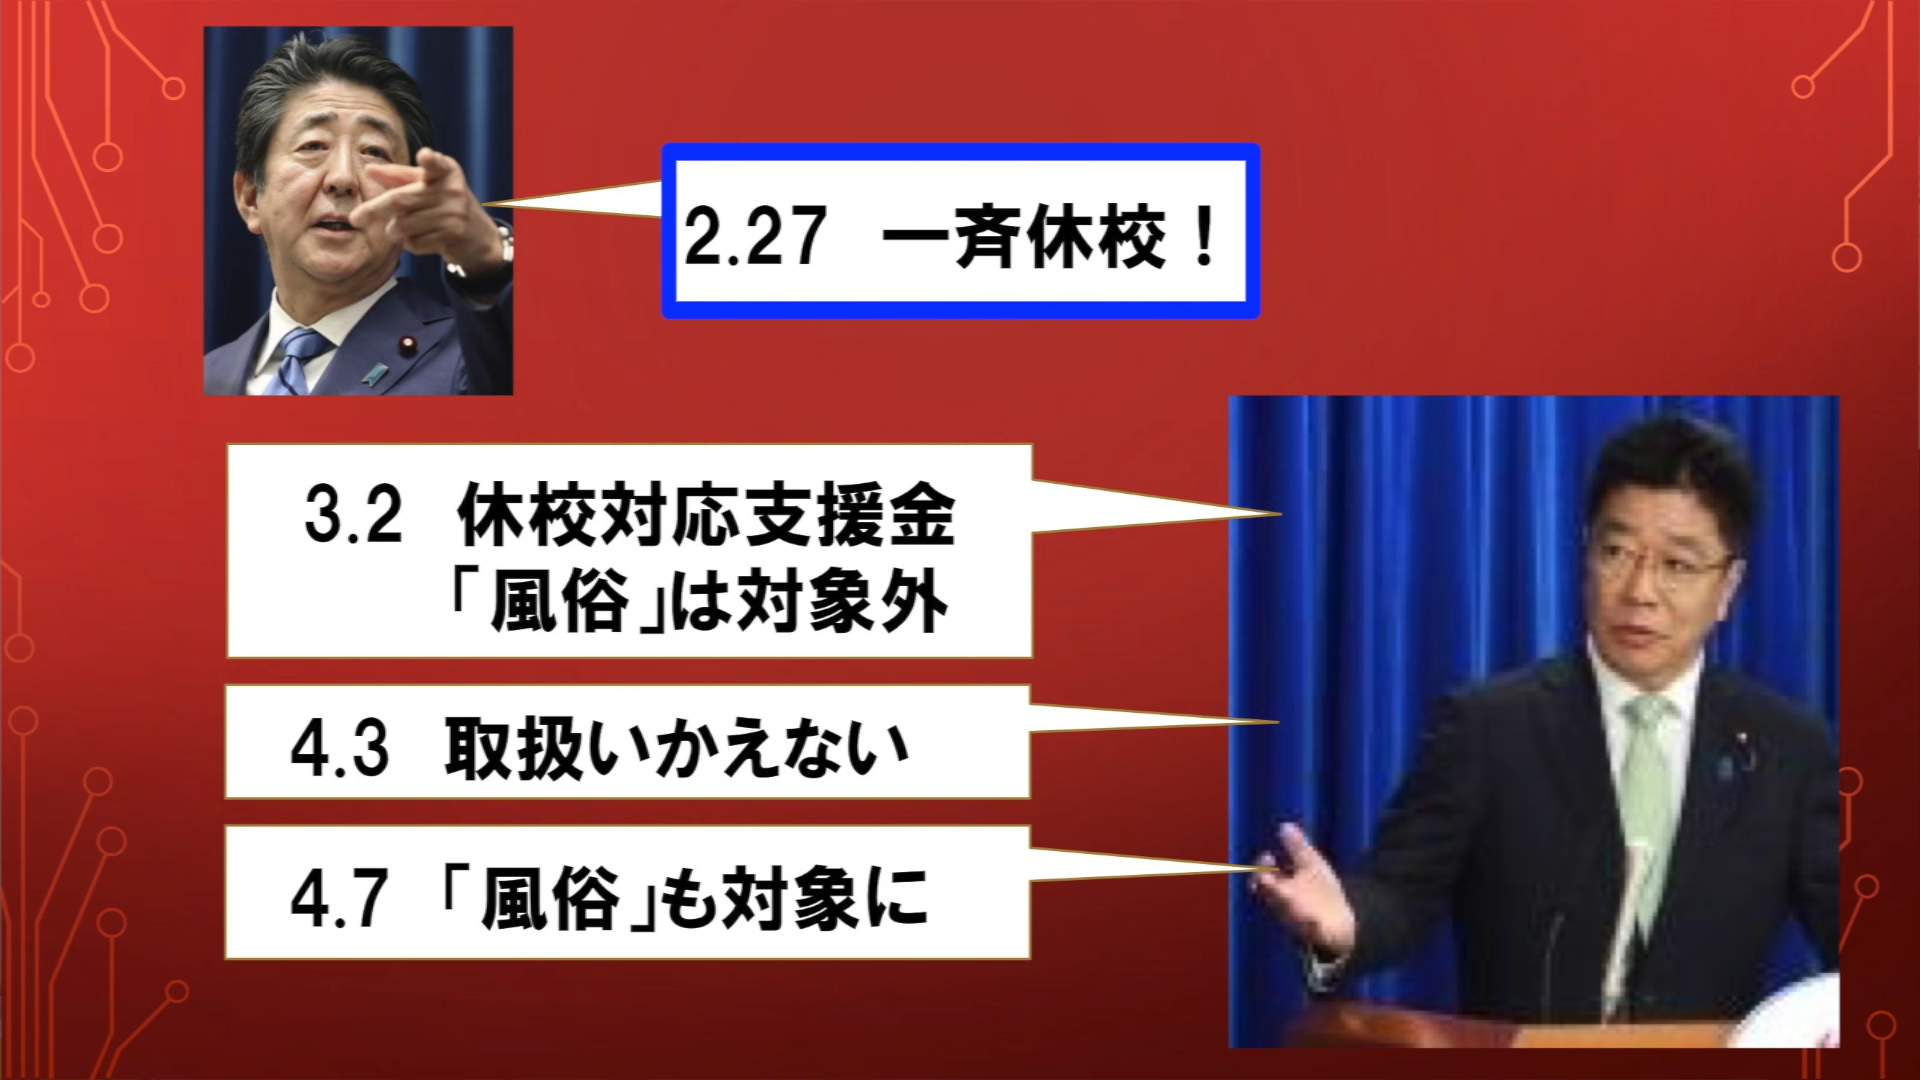 2.27　一斉休校！
3.2　休校対応支援金
「風俗」は対象外
4.3　取扱いかえない
4.7　「風俗」も対象に